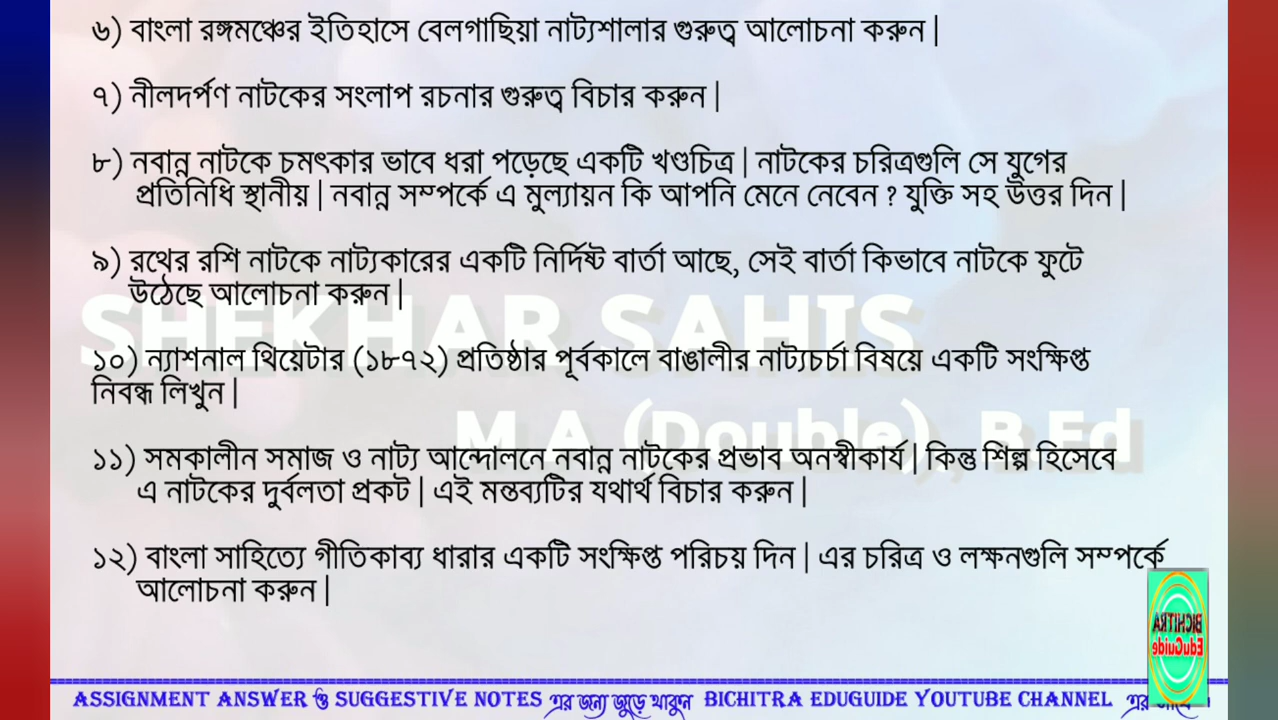 ৬) বাংলা রঙ্গমঞ্চের ইতিহাসে বেলগাছিয়া নাট্যশালার গুরুত্ব আলোচনা করুন |
৭) নীলদর্পণ নাটকের সংলাপ রচনার গুরুত্ব বিচার করুন |
৮) নবান্ন নাটকে চমৎকার ভাবে ধরা পড়েছে একটি খণ্ডচিত্র | নাটকের চরিত্রগুলি সে যুগের
প্রতিনিধি স্থানীয় | নবান্ন সম্পর্কে এ মুল্যায়ন কি আপনি মেনে নেবেন ? যুক্তি সহ উত্তর দিন |
৯) রথের রশি নাটকে নাট্যকারের একটি নির্দিষ্ট বার্তা আছে, সেই বার্তা কিভাবে নাটকে ফুটে
উঠেছে আলোচনা করুন |
SHEKHAR SAHIS
১০) ন্যাশনাল থিয়েটার (১৮৭২) প্রতিষ্ঠার পূর্বকালে বাঙালীর নাট্যচর্চা বিষয়ে একটি সংক্ষিপ্ত
নিবন্ধ লিখুন |
M.A (Double), B.Ed
১১) সমকালীন সমাজ ও নাট্য আন্দোলনে নবান্ন নাটকের প্রভাব অনস্বীকার্য | কিন্তু শিল্প হিসেবে
এ নাটকের দুর্বলতা প্রকট | এই মন্তব্যটির যথার্থ বিচার করুন |
১২) বাংলা সাহিত্যে গীতিকাব্য ধারার একটি সংক্ষিপ্ত পরিচয় দিন | এর চরিত্র ও লক্ষনগুলি সম্পর্কে
আলোচনা করুন |
BICHITRA
EduGuide
ASSIGNMENT ANSWER ও SUGGESTIVE NOTES এর জন্য জুড়ে থাকুন BICHITRA EDUGUIDE YOUTUBE CHANNEL এর